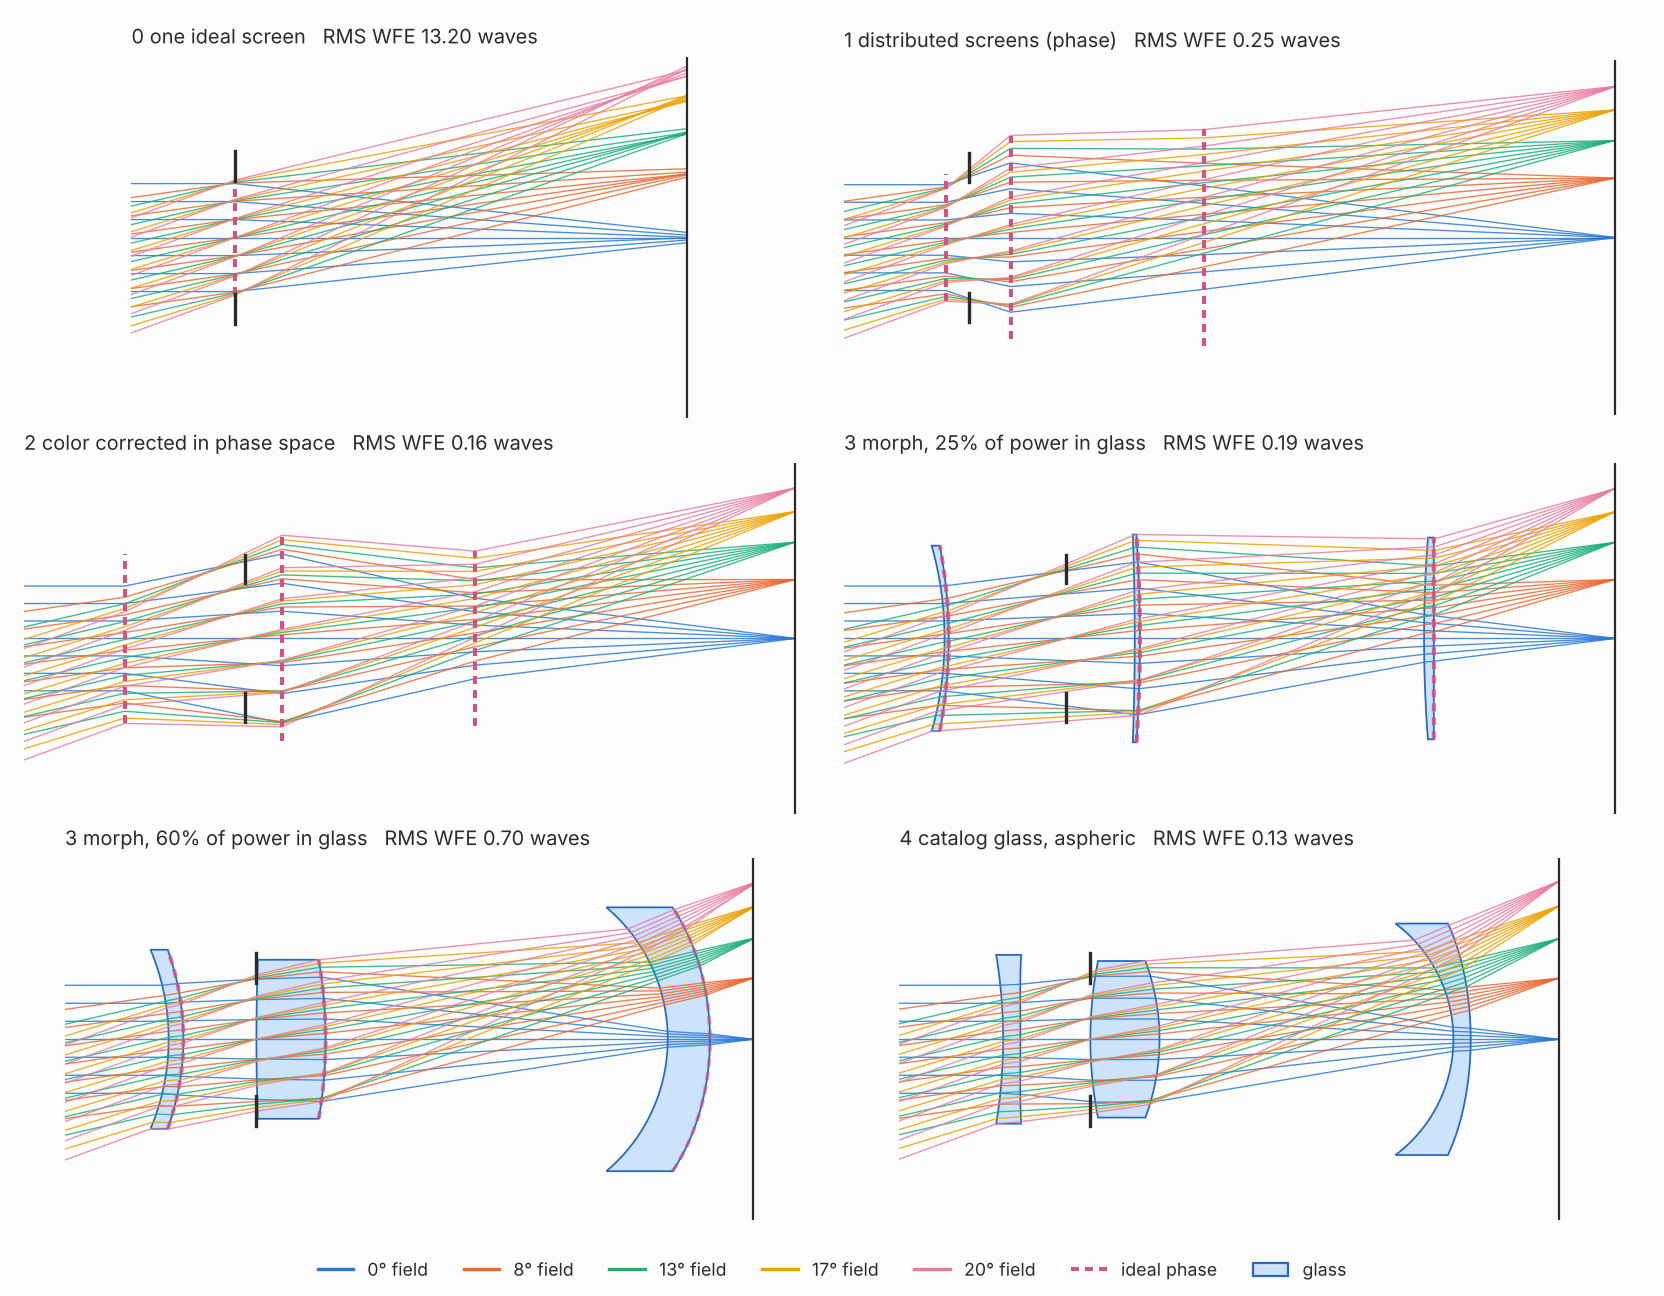 0 one ideal screen RMS WFE 13.20 waves
1 distributed screens (phase) RMS WFE 0.25 waves
2 color corrected in phase space RMS WFE 0.16 waves
3 morph, 25% of power in glass RMS WFE 0.19 waves
3 morph, 60% of power in glass RMS WFE 0.70 waves
4 catalog glass, aspheric RMS WFE 0.13 waves
0° field 8° field 13° field 17° field 20° field ideal phase glass